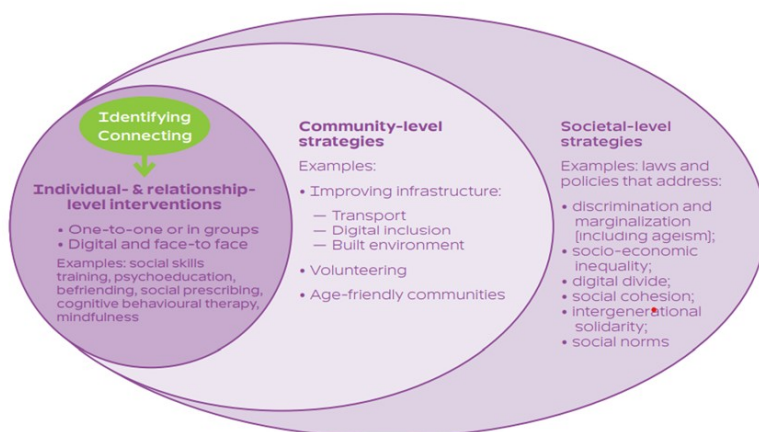 Identifying
Connecting
Individual- & relationship-
level interventions
• One-to-one or in groups
• Digital and face-to face
Examples: social skills
training, psychoeducation,
befriending, social prescribing,
cognitive behavioural therapy,
mindfulness
Community-level
strategies
Examples:
• Improving infrastructure:
— Transport
— Digital inclusion
— Built environment
• Volunteering
• Age-friendly communities
Societal-level
strategies
Examples: laws and
policies that address:
• discrimination and
marginalization
[including ageism];
• socio-economic
inequality;
• digital divide;
• social cohesion;
• intergenerational
solidarity;
• social norms